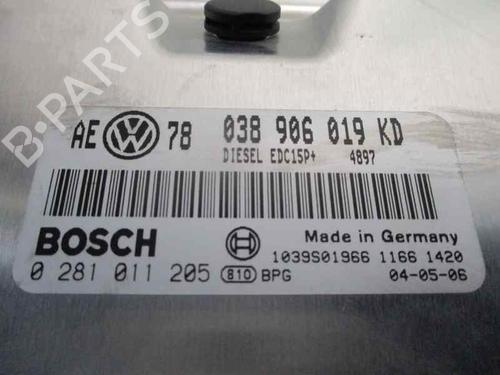 B-PARTS
AE VW 78 038 906 019 KD
DIESEL EDC15P+ 4897
BOSCH
Made in Germany
1039S01966 1166 1420
0 281 011 205 810 BPG 04-05-06